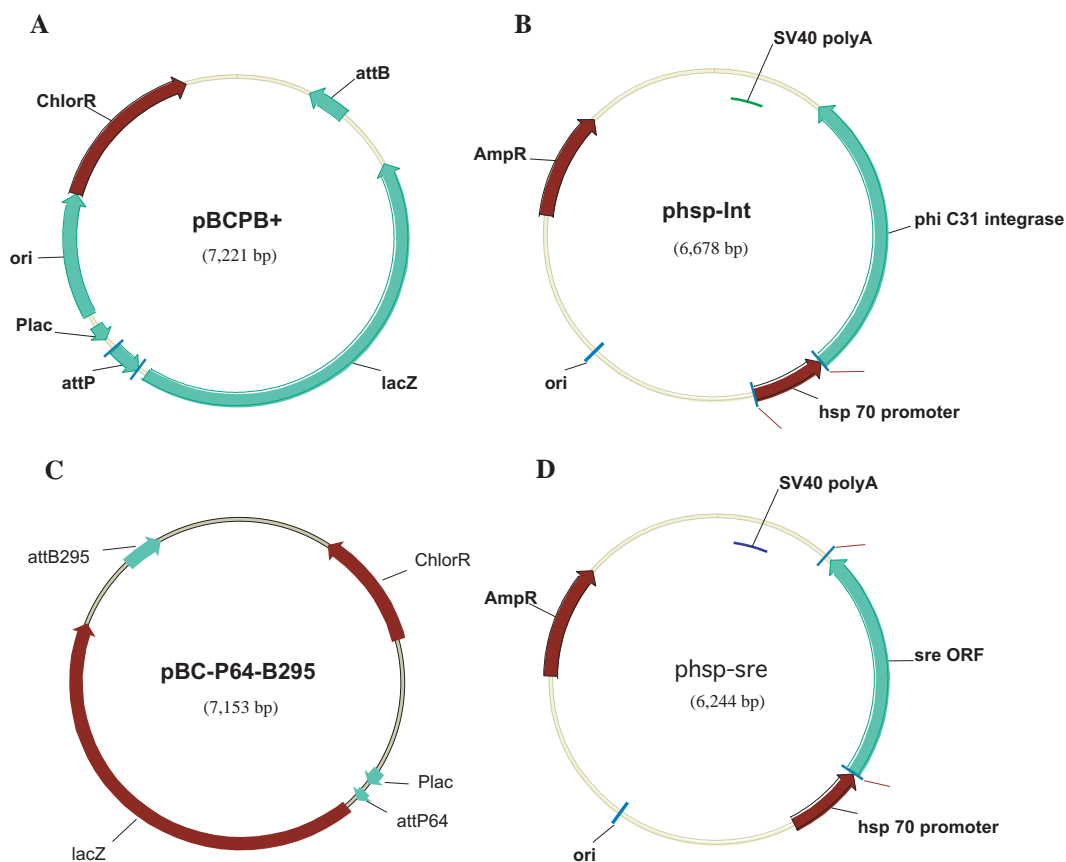 A
attB
ChlorR
pBCPB+
(7,221 bp)
ori
Plac
attP
lacZ
B
SV40 polyA
AmpR
phsp-Int
(6,678 bp)
phi C31 integrase
ori
hsp 70 promoter
C
attB295
ChlorR
pBC-P64-B295
(7,153 bp)
Plac
attP64
lacZ
D
SV40 polyA
AmpR
phsp-sre
(6,244 bp)
sre ORF
hsp 70 promoter
ori